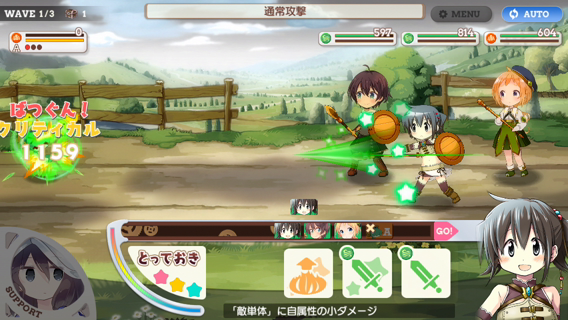 WAVE 1/3 1
通常攻撃
MENU
AUTO
0
A
597
814
604
ばつぐん!
クリティカル
1159
GO!
とっておき
SUPPORT
「敵単体」に自属性の小ダメージ